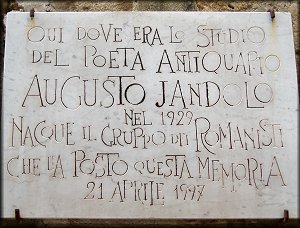 QUI DOVE ERA LO STUDIO
DEL POETA ANTIQUARIO
AUGUSTO JANDOLO
NEL 1929
NACQUE IL GRUPPO DEI ROMANISTI
CHE HA POSTO QUESTA MEMORIA
21 APRILE 1997